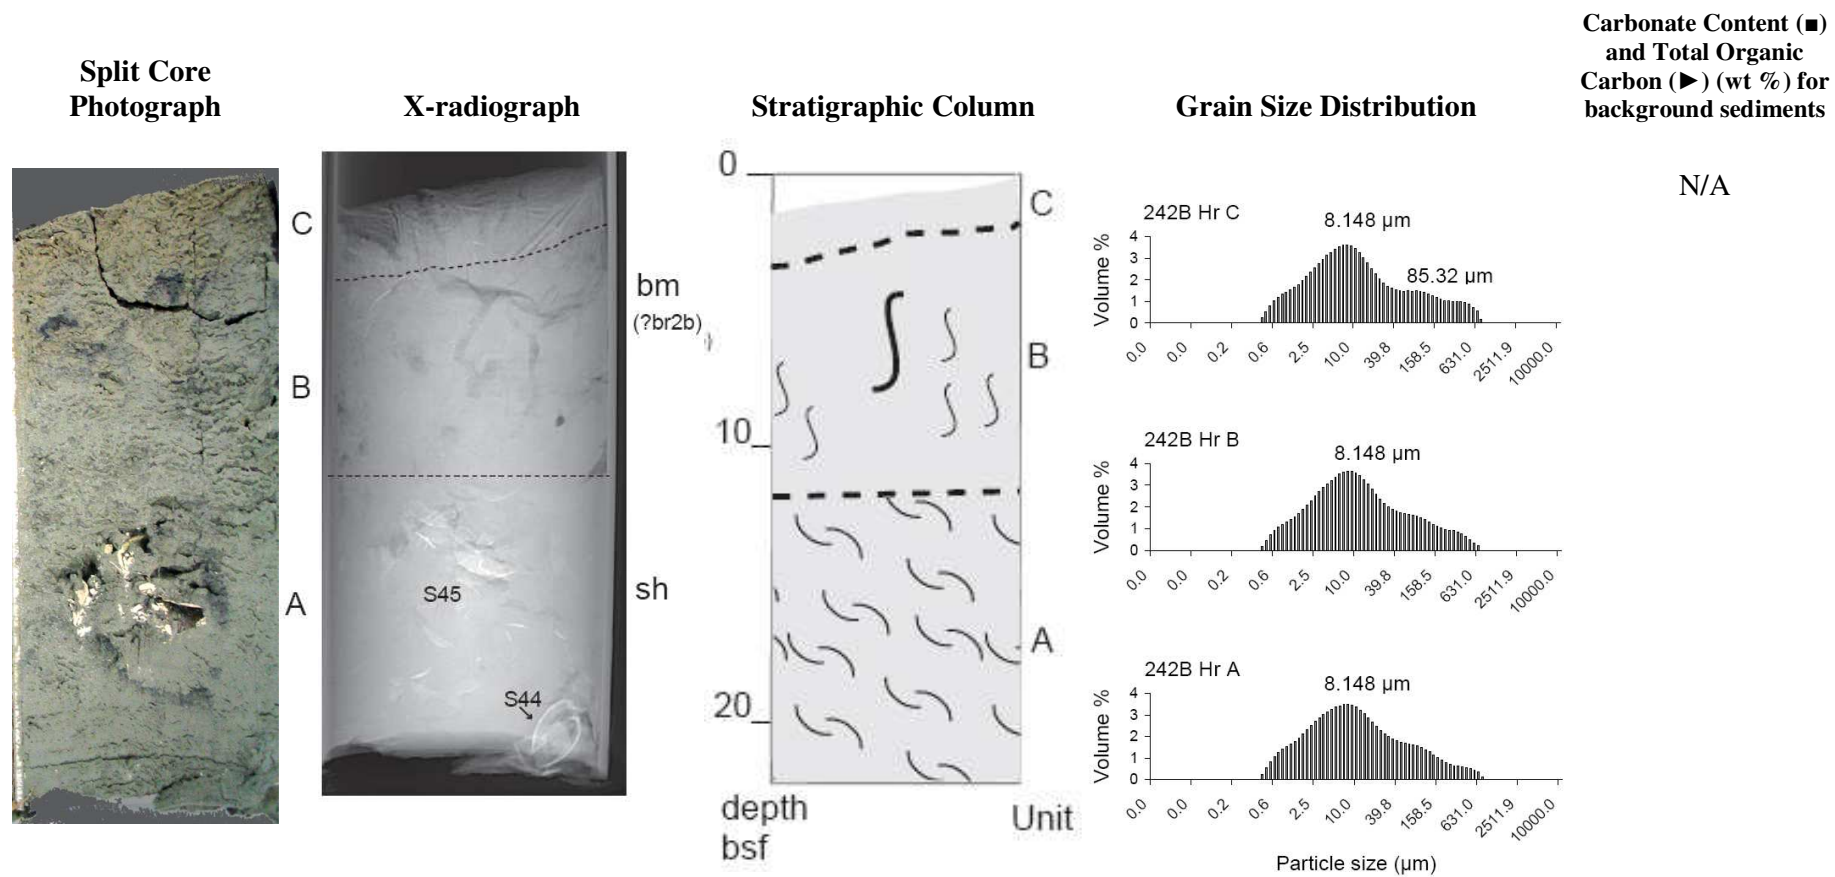 Split Core
Photograph
X-radiograph
Stratigraphic Column
Grain Size Distribution
Carbonate Content (■)
and Total Organic
Carbon (►) (wt %) for
background sediments
C
B
A
bm
(?br2b)
sh
S45
S44
0
10
20
C
B
A
depth
bsf
Unit
242B Hr C
8.148 µm
85.32 µm
Volume %
4
3
2
1
0
0.0 0.0 0.2 0.6 2.5 10.0 39.8 158.5 631.0 2511.9 10000.0
242B Hr B
8.148 µm
Volume %
4
3
2
1
0
0.0 0.0 0.2 0.6 2.5 10.0 39.8 158.5 631.0 2511.9 10000.0
242B Hr A
8.148 µm
Volume %
4
3
2
1
0
0.0 0.0 0.2 0.6 2.5 10.0 39.8 158.5 631.0 2511.9 10000.0
Particle size (µm)
N/A